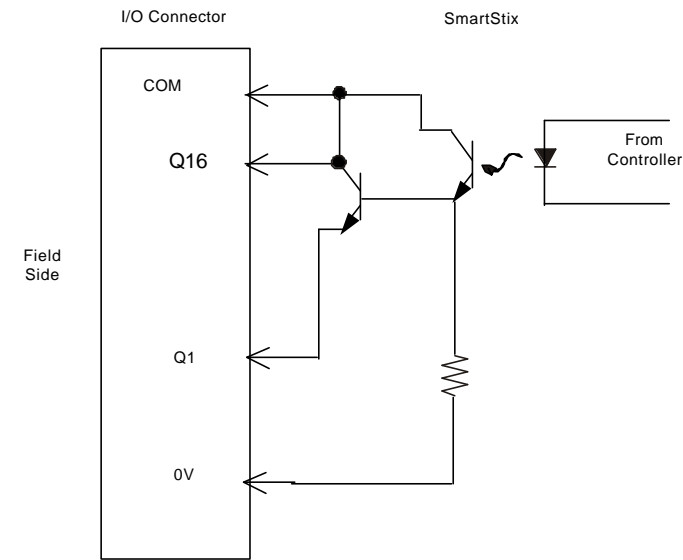 I/O Connector
SmartStix
COM
From
Controller
Q16
Field
Side
Q1
0V